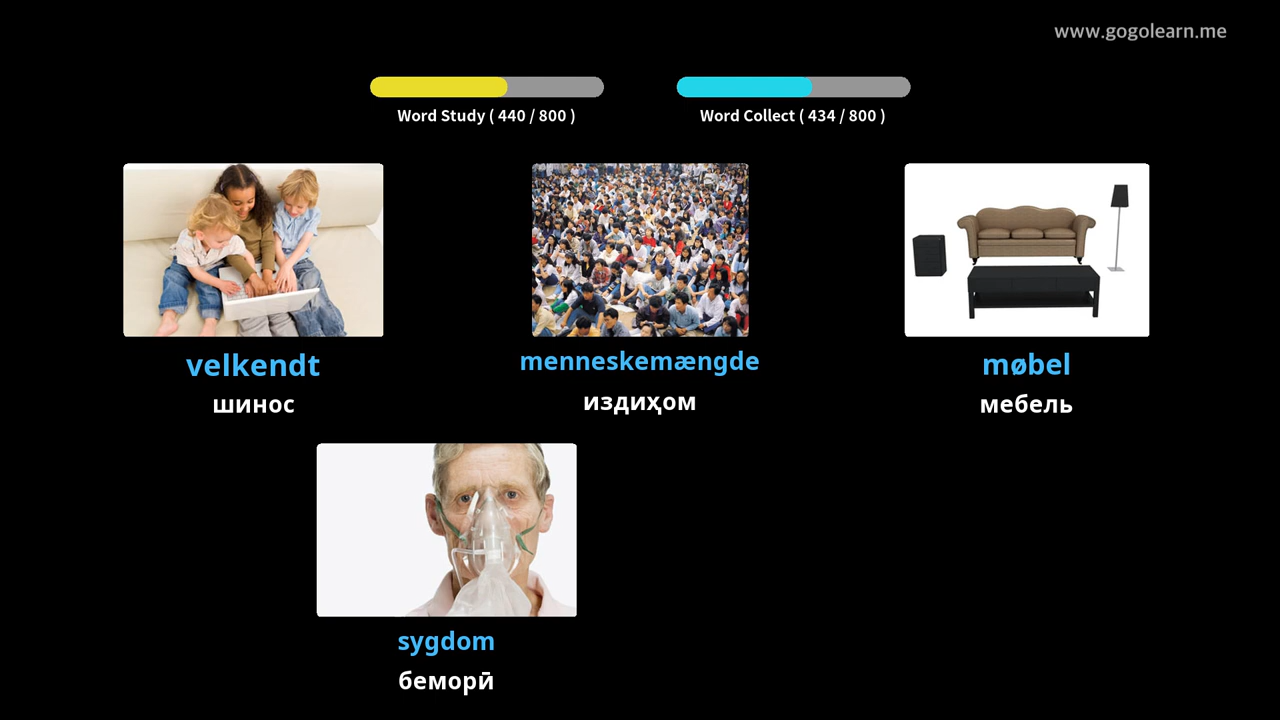 www.gogolearn.me
Word Study ( 440 / 800 )
Word Collect ( 434 / 800 )
velkendt
шинос
menneskemængde
издиҳом
møbel
мебель
sygdom
беморӣ